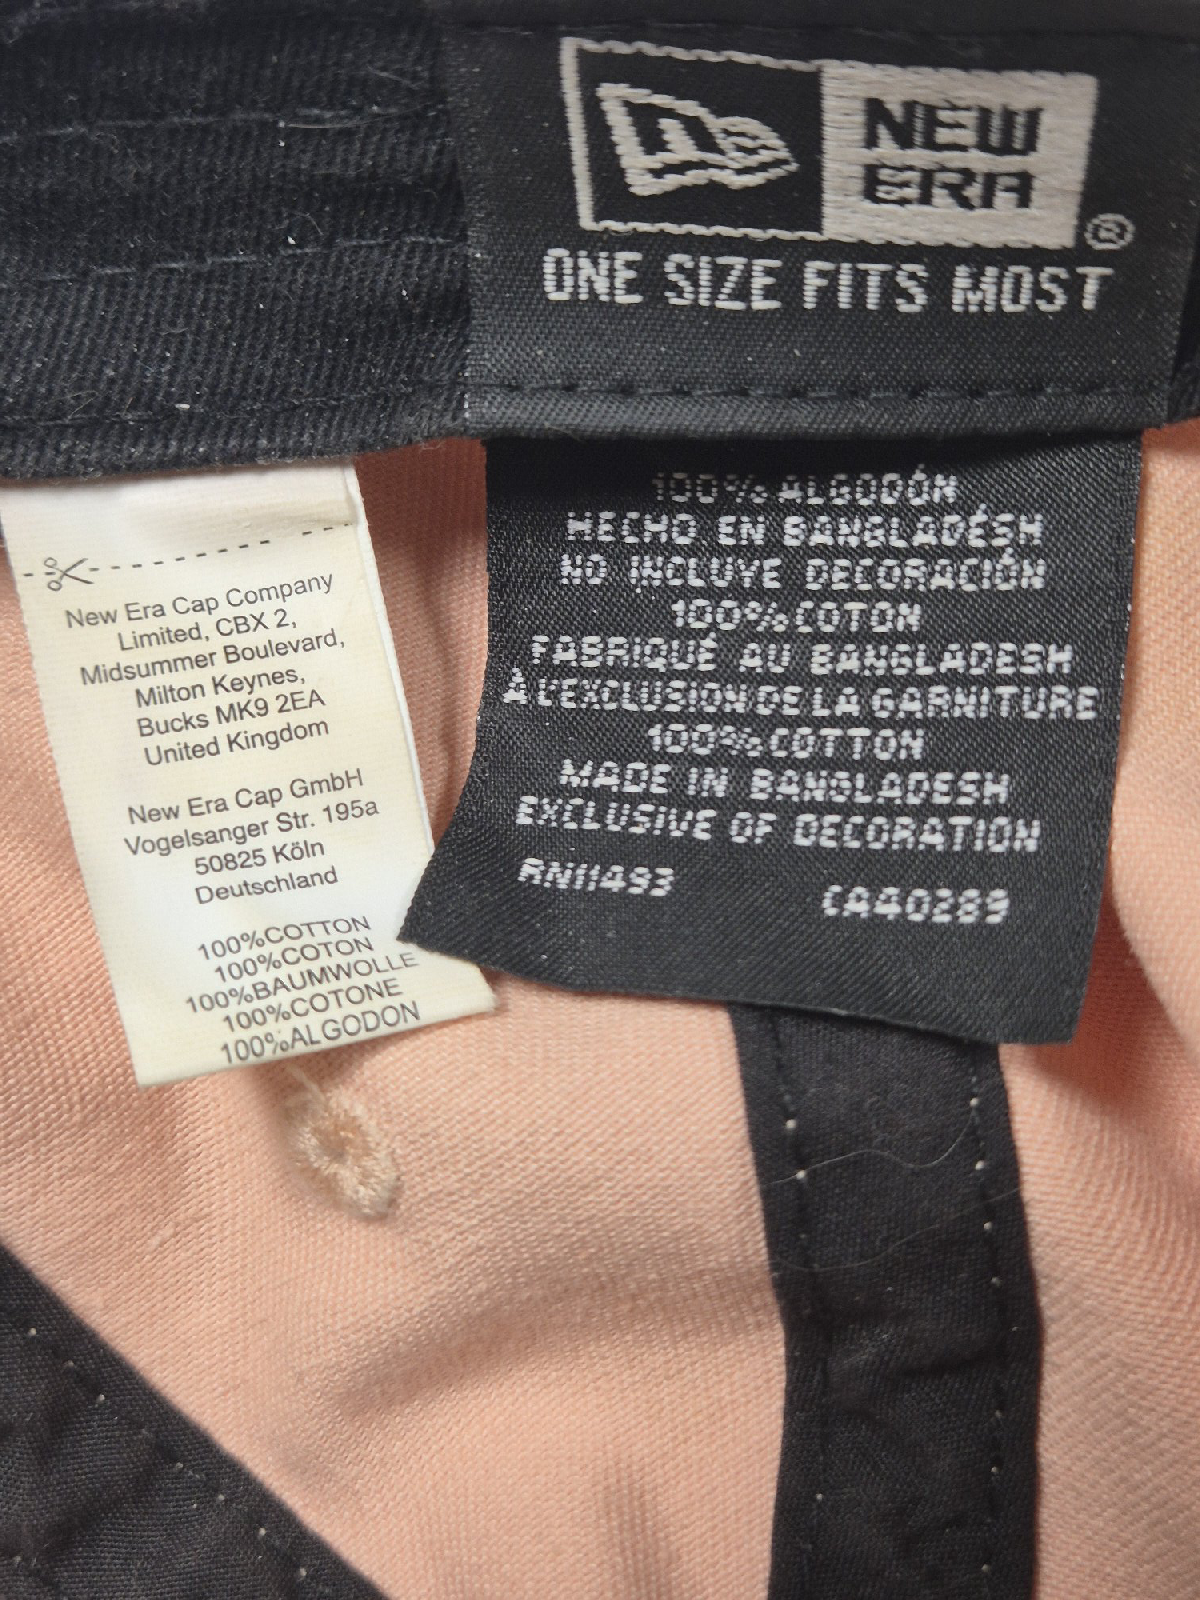 NE NEW
ERA ®
ONE SIZE FITS MOST
New Era Cap Company
Limited, CBX 2,
Midsummer Boulevard,
Milton Keynes,
Bucks MK9 2EA
United Kingdom
New Era Cap GmbH
Vogelsanger Str. 195a
50825 Köln
Deutschland
100%COTTON
100%COTON
100%BAUMWOLLE
100%COTONE
100%ALGODON
100% ALGODÓN
HECHO EN BANGLADÉSH
NO INCLUYE DECORACIÓN
100% COTON
FABRIQUÉ AU BANGLADESH
À L'EXCLUSION DE LA GARNITURE
100% COTTON
MADE IN BANGLADESH
EXCLUSIVE OF DECORATION
RN11493 CA40289